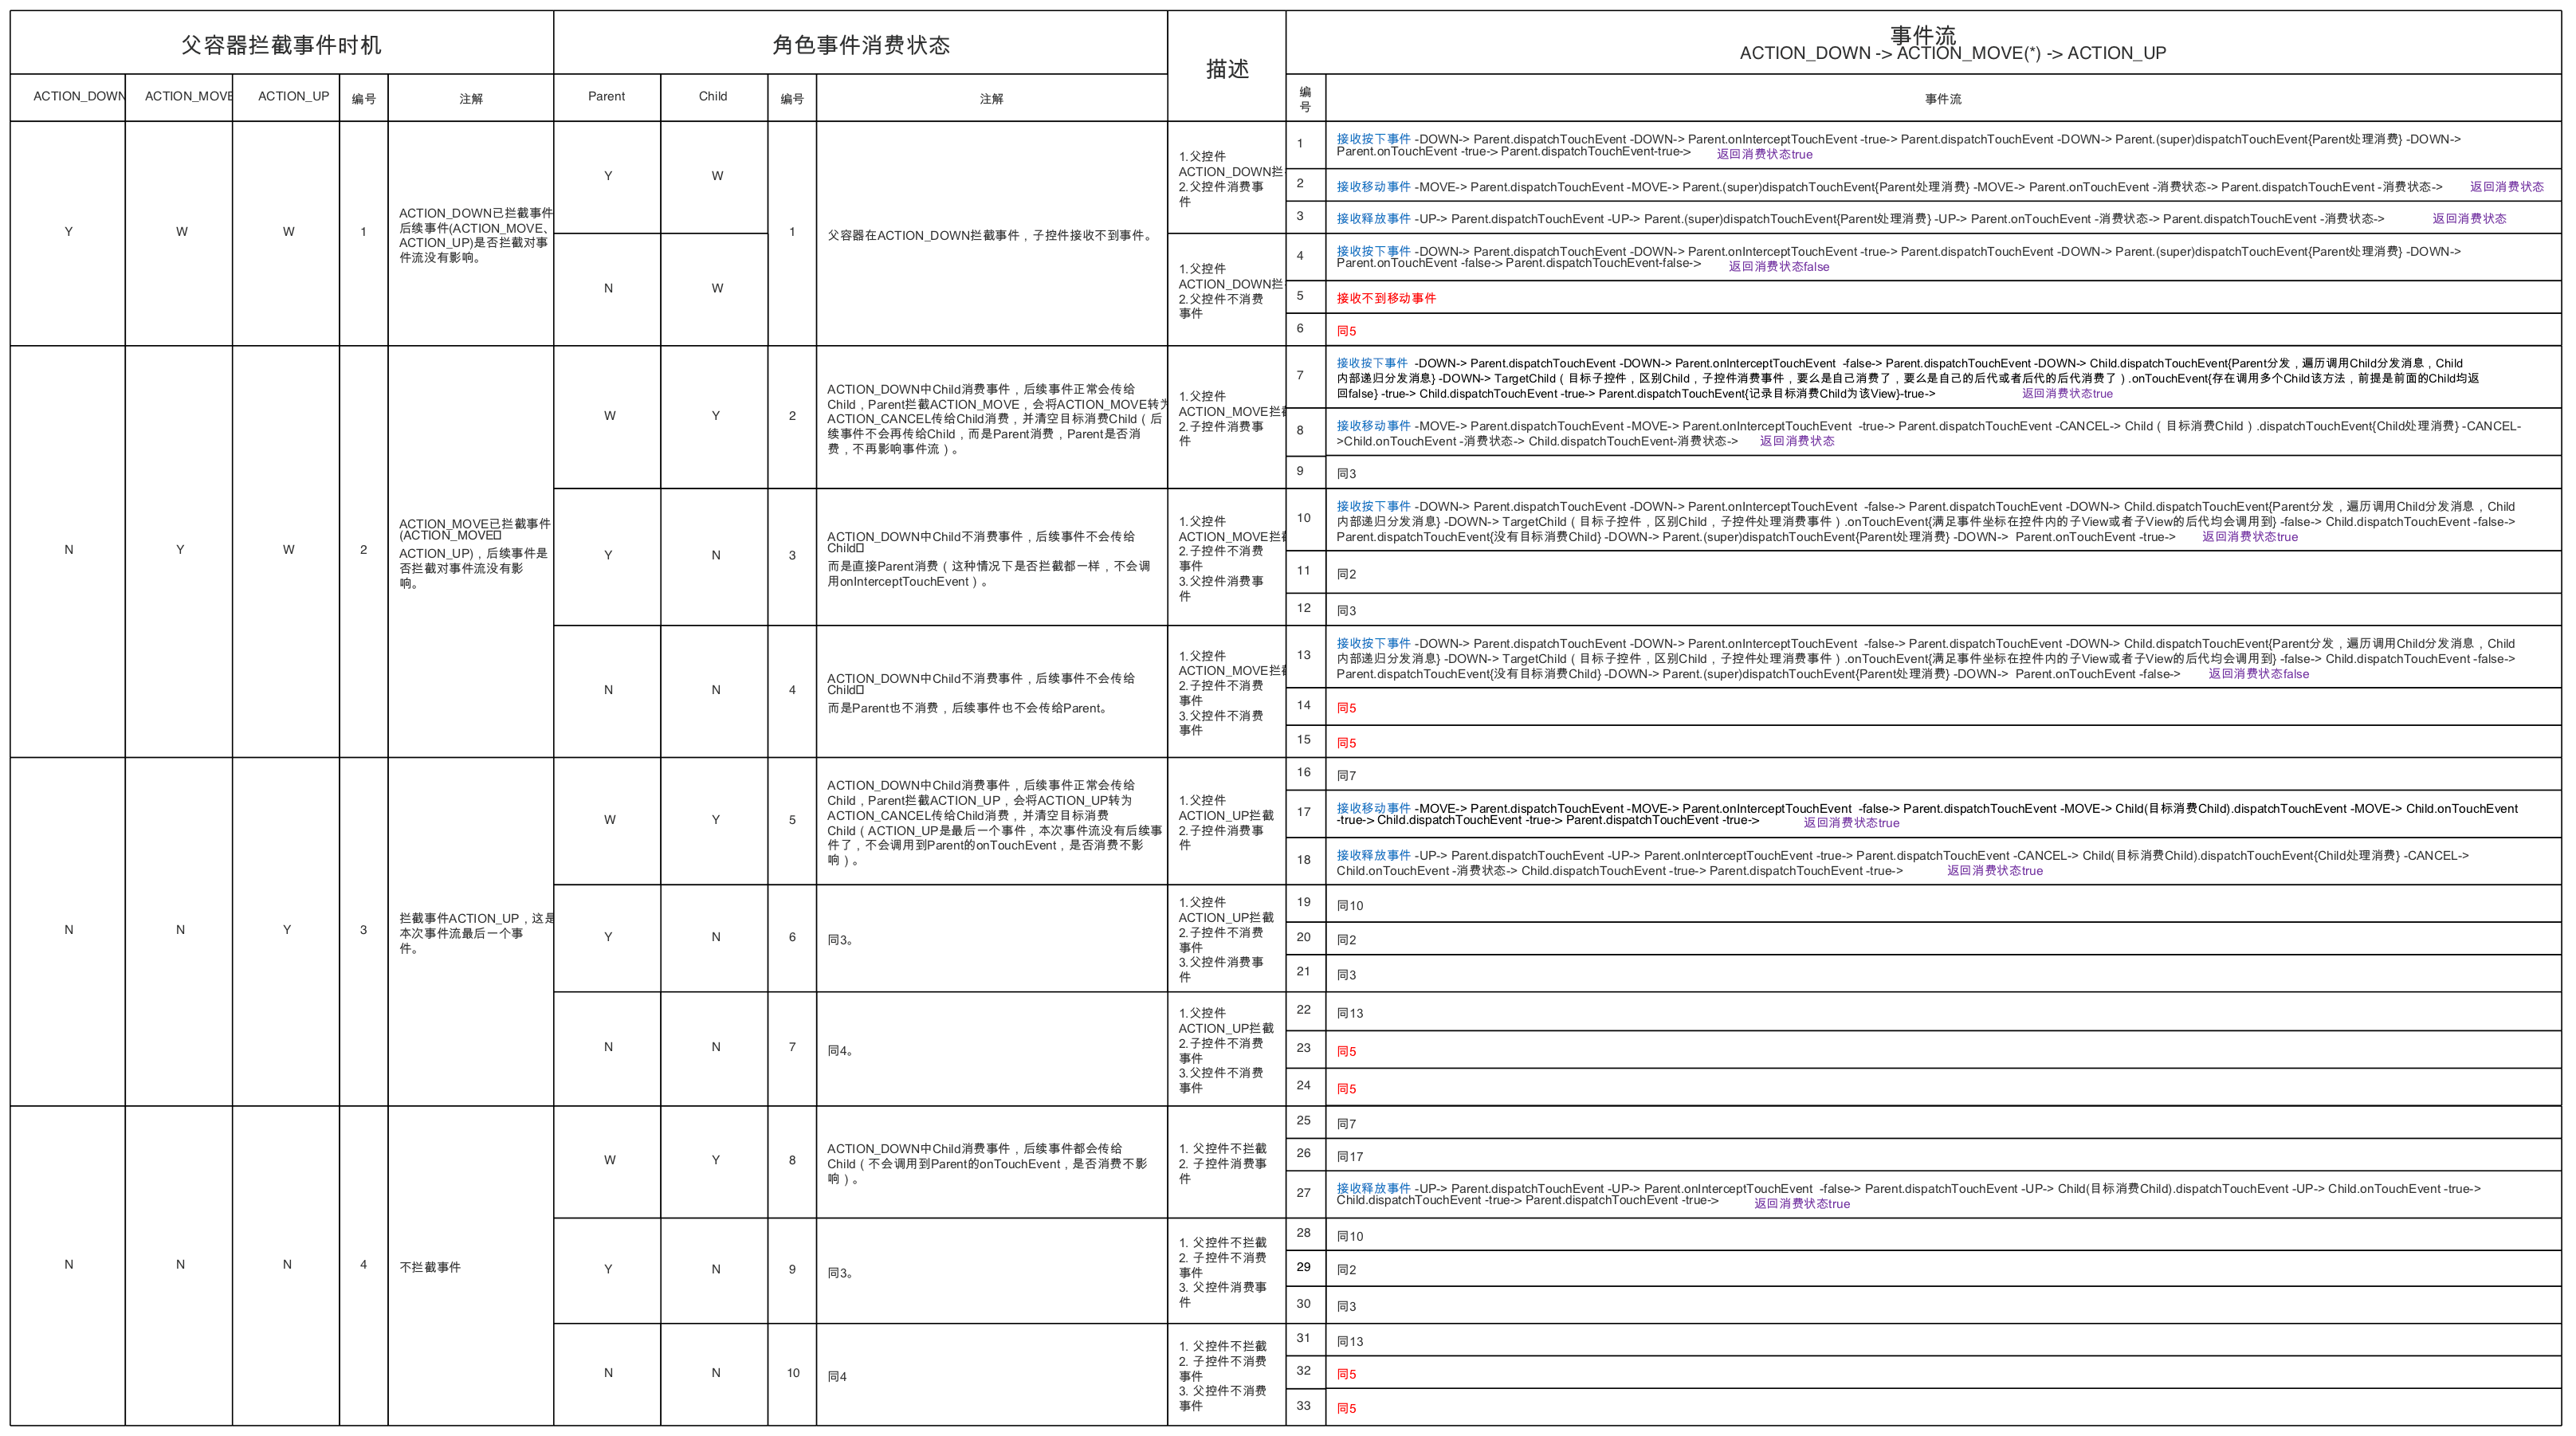 父容器拦截事件时机
角色事件消费状态
描述
事件流
ACTION_DOWN -> ACTION_MOVE(*) -> ACTION_UP
ACTION_DOWN
ACTION_MOVE
ACTION_UP
编号
注解
Parent
Child
编号
注解
编
号
事件流
Y
W
W
1
ACTION_DOWN已拦截事件
后续事件(ACTION_MOVE、
ACTION_UP)是否拦截对事
件流没有影响。
Y
W
1
父容器在ACTION_DOWN拦截事件，子控件接收不到事件。
1.父控件
ACTION_DOWN拦
2.父控件消费事
件
1
接收按下事件 -DOWN-> Parent.dispatchTouchEvent -DOWN-> Parent.onInterceptTouchEvent -true-> Parent.dispatchTouchEvent -DOWN-> Parent.(super)dispatchTouchEvent{Parent处理消费} -DOWN->
Parent.onTouchEvent -true-> Parent.dispatchTouchEvent-true-> 返回消费状态true
2
接收移动事件 -MOVE-> Parent.dispatchTouchEvent -MOVE-> Parent.(super)dispatchTouchEvent{Parent处理消费} -MOVE-> Parent.onTouchEvent -消费状态-> Parent.dispatchTouchEvent -消费状态-> 返回消费状态
3
接收释放事件 -UP-> Parent.dispatchTouchEvent -UP-> Parent.(super)dispatchTouchEvent{Parent处理消费} -UP-> Parent.onTouchEvent -消费状态-> Parent.dispatchTouchEvent -消费状态-> 返回消费状态
N
W
1.父控件
ACTION_DOWN拦
2.父控件不消费
事件
4
接收按下事件 -DOWN-> Parent.dispatchTouchEvent -DOWN-> Parent.onInterceptTouchEvent -true-> Parent.dispatchTouchEvent -DOWN-> Parent.(super)dispatchTouchEvent{Parent处理消费} -DOWN->
Parent.onTouchEvent -false-> Parent.dispatchTouchEvent-false-> 返回消费状态false
5
接收不到移动事件
6
同5
N
Y
W
2
ACTION_MOVE已拦截事件
(ACTION_MOVE
ACTION_UP)，后续事件是
否拦截对事件流没有影
响。
W
Y
2
ACTION_DOWN中Child消费事件，后续事件正常会传给
Child，Parent拦截ACTION_MOVE，会将ACTION_MOVE转为
ACTION_CANCEL传给Child消费，并清空目标消费Child（后
续事件不会再传给Child，而是Parent消费，Parent是否消
费，不再影响事件流）。
1.父控件
ACTION_MOVE拦截
2.子控件消费事
件
7
接收按下事件 -DOWN-> Parent.dispatchTouchEvent -DOWN-> Parent.onInterceptTouchEvent -false-> Parent.dispatchTouchEvent -DOWN-> Child.dispatchTouchEvent{Parent分发，遍历调用Child分发消息，Child
内部递归分发消息} -DOWN-> TargetChild（目标子控件，区别Child，子控件消费事件，要么是自己消费了，要么是自己的后代或者后代的后代消费了）.onTouchEvent{存在调用多个Child该方法，前提是前面的Child均返
回false} -true-> Child.dispatchTouchEvent -true-> Parent.dispatchTouchEvent{记录目标消费Child为该View}-true-> 返回消费状态true
8
接收移动事件 -MOVE-> Parent.dispatchTouchEvent -MOVE-> Parent.onInterceptTouchEvent -true-> Parent.dispatchTouchEvent -CANCEL-> Child（目标消费Child）.dispatchTouchEvent{Child处理消费} -CANCEL-
>Child.onTouchEvent -消费状态-> Child.dispatchTouchEvent-消费状态-> 返回消费状态
9
同3
Y
N
3
ACTION_DOWN中Child不消费事件，后续事件不会传给
Child
而是直接Parent消费（这种情况下是否拦截都一样，不会调
用onInterceptTouchEvent）。
1.父控件
ACTION_MOVE拦截
2.子控件不消费
事件
3.父控件消费事
件
10
接收按下事件 -DOWN-> Parent.dispatchTouchEvent -DOWN-> Parent.onInterceptTouchEvent -false-> Parent.dispatchTouchEvent -DOWN-> Child.dispatchTouchEvent{Parent分发，遍历调用Child分发消息，Child
内部递归分发消息} -DOWN-> TargetChild（目标子控件，区别Child，子控件处理消费事件）.onTouchEvent{满足事件坐标在控件内的子View或者子View的后代均会调用到} -false-> Child.dispatchTouchEvent -false->
Parent.dispatchTouchEvent{没有目标消费Child} -DOWN-> Parent.(super)dispatchTouchEvent{Parent处理消费} -DOWN-> Parent.onTouchEvent -true-> 返回消费状态true
11
同2
12
同3
N
N
4
ACTION_DOWN中Child不消费事件，后续事件不会传给
Child
而是Parent也不消费，后续事件也不会传给Parent。
1.父控件
ACTION_MOVE拦截
2.子控件不消费
事件
3.父控件不消费
事件
13
接收按下事件 -DOWN-> Parent.dispatchTouchEvent -DOWN-> Parent.onInterceptTouchEvent -false-> Parent.dispatchTouchEvent -DOWN-> Child.dispatchTouchEvent{Parent分发，遍历调用Child分发消息，Child
内部递归分发消息} -DOWN-> TargetChild（目标子控件，区别Child，子控件处理消费事件）.onTouchEvent{满足事件坐标在控件内的子View或者子View的后代均会调用到} -false-> Child.dispatchTouchEvent -false->
Parent.dispatchTouchEvent{没有目标消费Child} -DOWN-> Parent.(super)dispatchTouchEvent{Parent处理消费} -DOWN-> Parent.onTouchEvent -false-> 返回消费状态false
14
同5
15
同5
N
N
Y
3
拦截事件ACTION_UP，这是
本次事件流最后一个事
件。
W
Y
5
ACTION_DOWN中Child消费事件，后续事件正常会传给
Child，Parent拦截ACTION_UP，会将ACTION_UP转为
ACTION_CANCEL传给Child消费，并清空目标消费
Child（ACTION_UP是最后一个事件，本次事件流没有后续事
件了，不会调用到Parent的onTouchEvent，是否消费不影
响）。
1.父控件
ACTION_UP拦截
2.子控件消费事
件
16
同7
17
接收移动事件 -MOVE-> Parent.dispatchTouchEvent -MOVE-> Parent.onInterceptTouchEvent -false-> Parent.dispatchTouchEvent -MOVE-> Child(目标消费Child).dispatchTouchEvent -MOVE-> Child.onTouchEvent
-true-> Child.dispatchTouchEvent -true-> Parent.dispatchTouchEvent -true-> 返回消费状态true
18
接收释放事件 -UP-> Parent.dispatchTouchEvent -UP-> Parent.onInterceptTouchEvent -true-> Parent.dispatchTouchEvent -CANCEL-> Child(目标消费Child).dispatchTouchEvent{Child处理消费} -CANCEL->
Child.onTouchEvent -消费状态-> Child.dispatchTouchEvent -true-> Parent.dispatchTouchEvent -true-> 返回消费状态true
Y
N
6
同3。
1.父控件
ACTION_UP拦截
2.子控件不消费
事件
3.父控件消费事
件
19
同10
20
同2
21
同3
N
N
7
同4。
1.父控件
ACTION_UP拦截
2.子控件不消费
事件
3.父控件不消费
事件
22
同13
23
同5
24
同5
N
N
N
4
不拦截事件
W
Y
8
ACTION_DOWN中Child消费事件，后续事件都会传给
Child（不会调用到Parent的onTouchEvent，是否消费不影
响）。
1. 父控件不拦截
2. 子控件消费事
件
25
同7
26
同17
27
接收释放事件 -UP-> Parent.dispatchTouchEvent -UP-> Parent.onInterceptTouchEvent -false-> Parent.dispatchTouchEvent -UP-> Child(目标消费Child).dispatchTouchEvent -UP-> Child.onTouchEvent -true->
Child.dispatchTouchEvent -true-> Parent.dispatchTouchEvent -true-> 返回消费状态true
Y
N
9
同3。
1. 父控件不拦截
2. 子控件不消费
事件
3. 父控件消费事
件
28
同10
29
同2
30
同3
N
N
10
同4
1. 父控件不拦截
2. 子控件不消费
事件
3. 父控件不消费
事件
31
同13
32
同5
33
同5